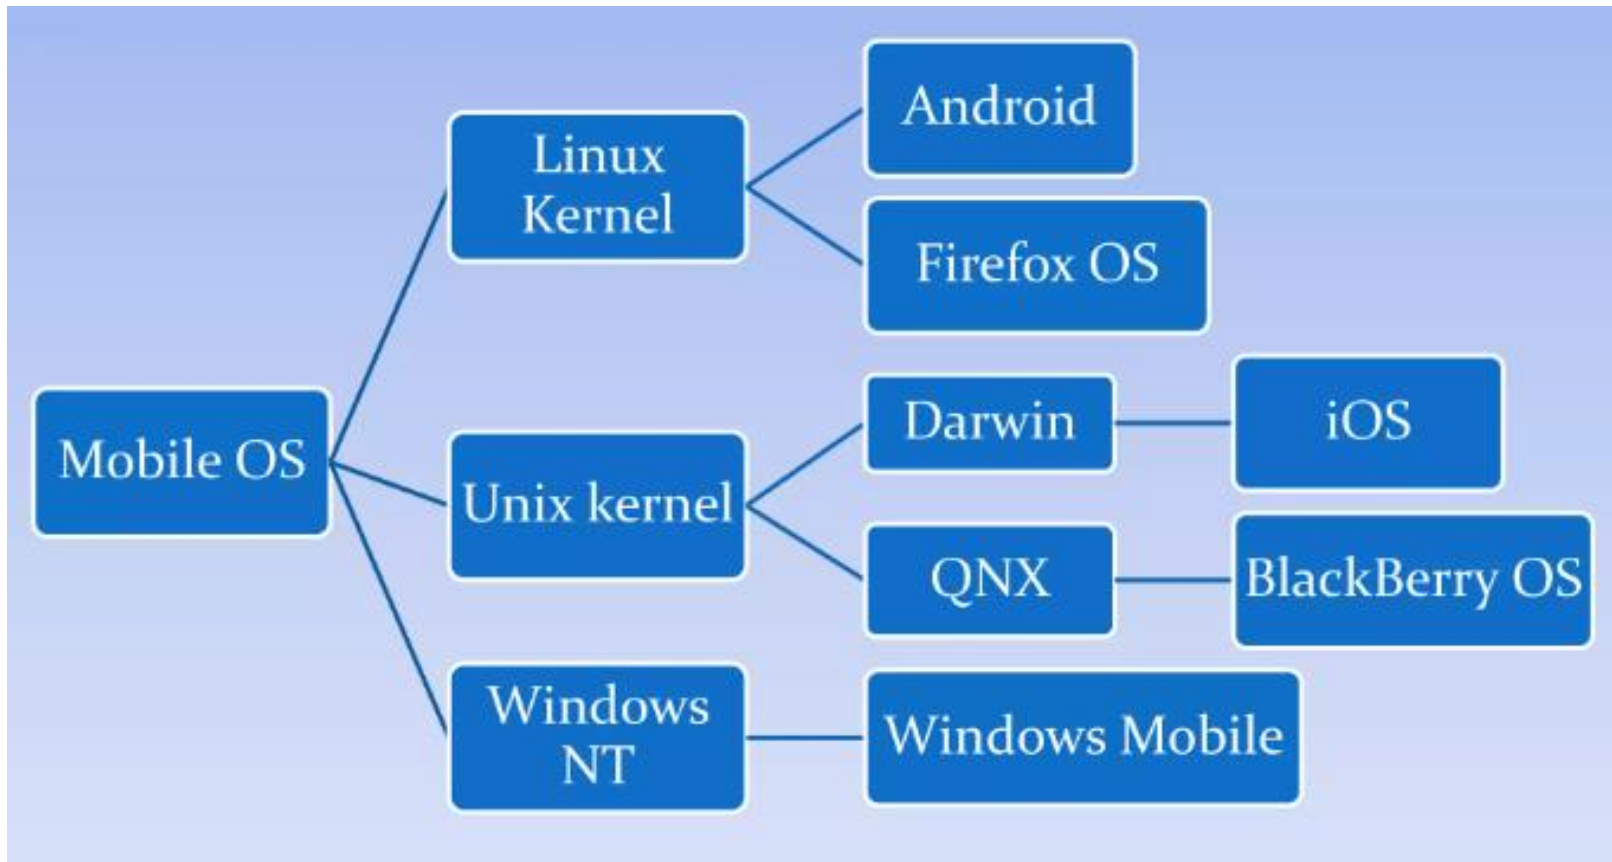 Mobile OS
Linux
Kernel
Android
Firefox OS
Unix kernel
Darwin
iOS
QNX
BlackBerry OS
Windows
NT
Windows Mobile